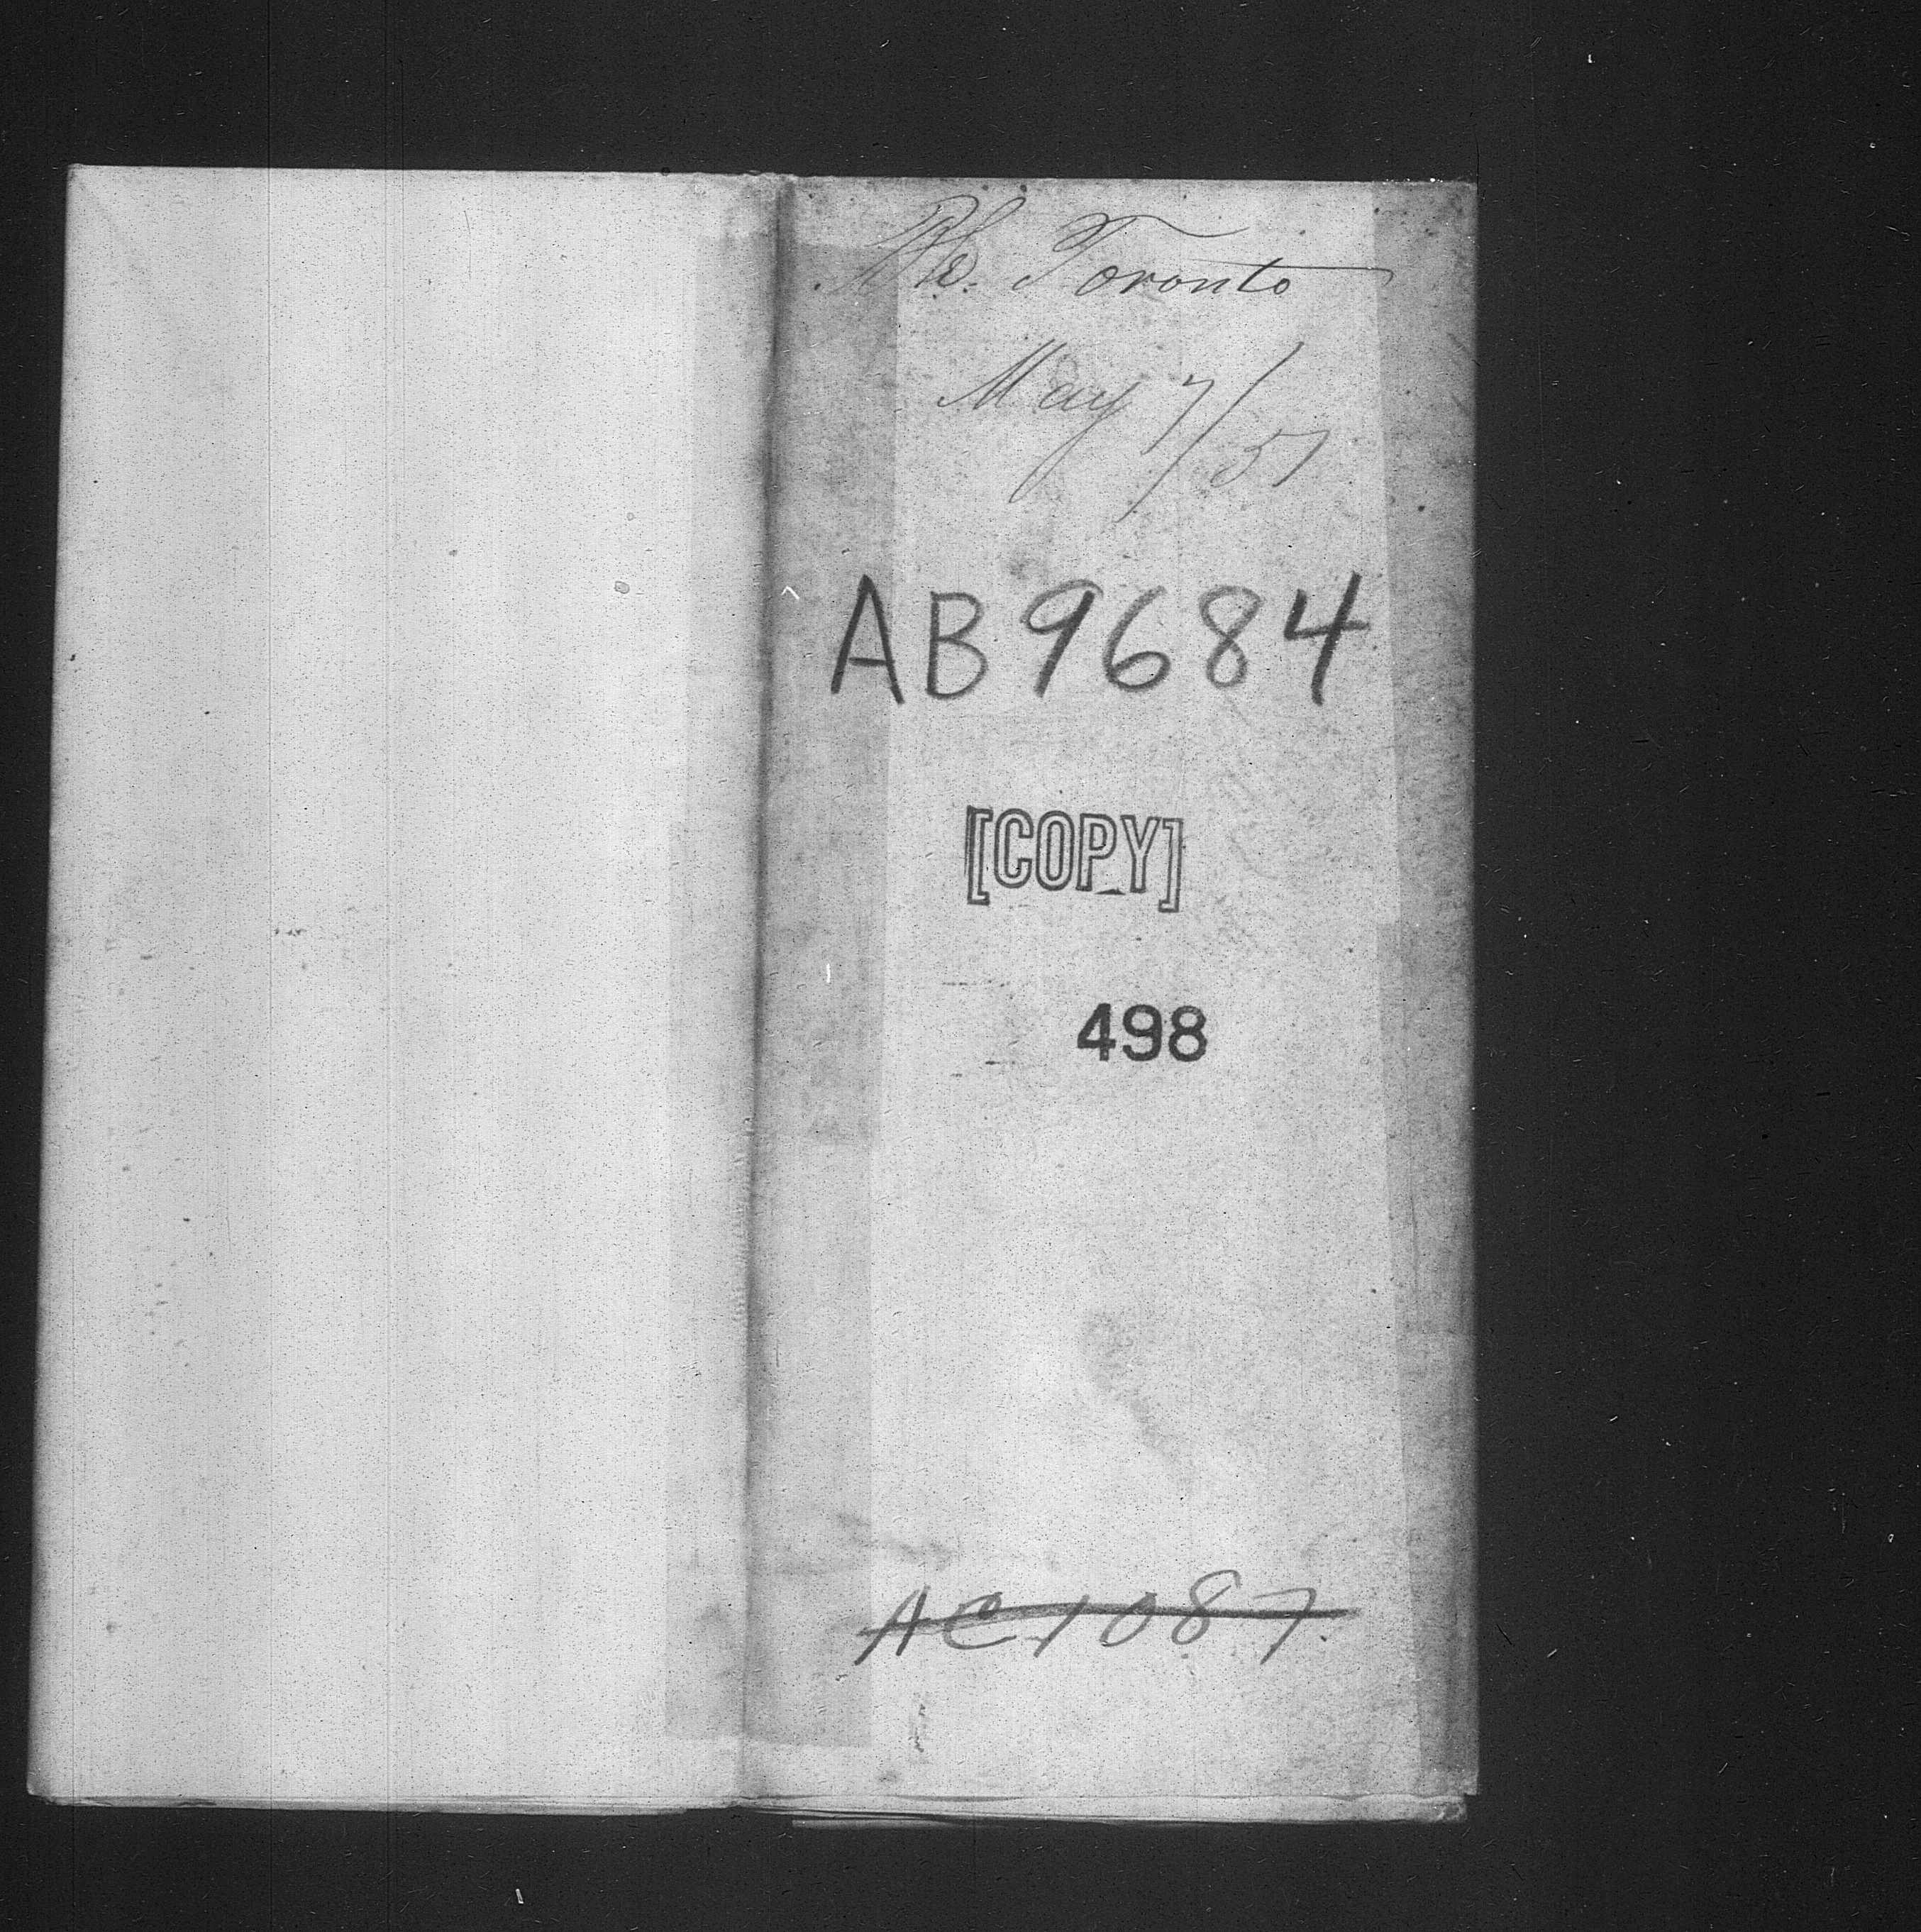 Toronto
May 7/51
AB9684
[COPY]
498
AC1087